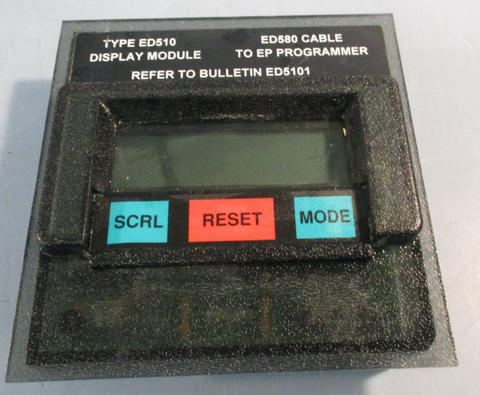 TYPE ED510
DISPLAY MODULE
ED580 CABLE
TO EP PROGRAMMER
REFER TO BULLETIN ED5101
SCRL
RESET
MODE